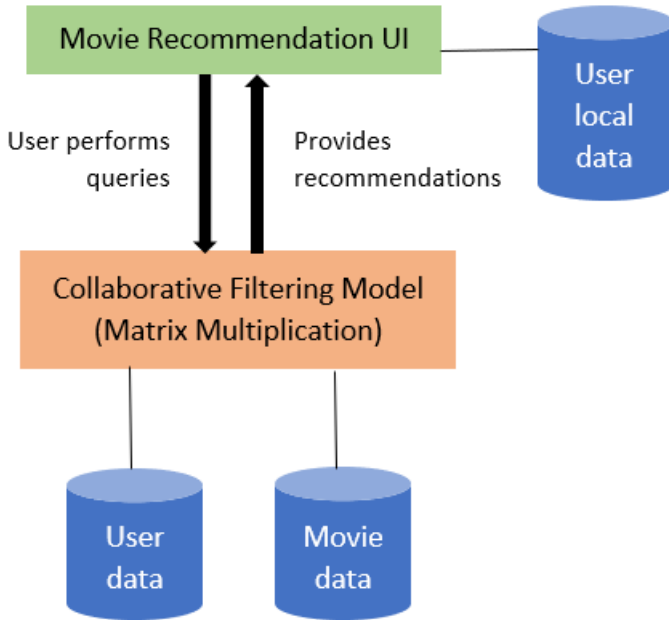 Movie Recommendation UI
User
local
data
User performs
queries
Provides
recommendations
Collaborative Filtering Model
(Matrix Multiplication)
User
data
Movie
data